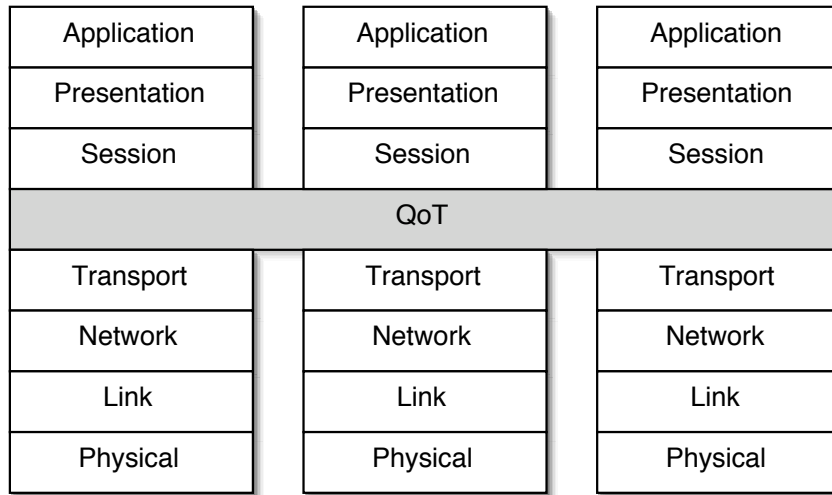 Application Application Application
Presentation Presentation Presentation
Session Session Session
QoT
Transport Transport Transport
Network Network Network
Link Link Link
Physical Physical Physical